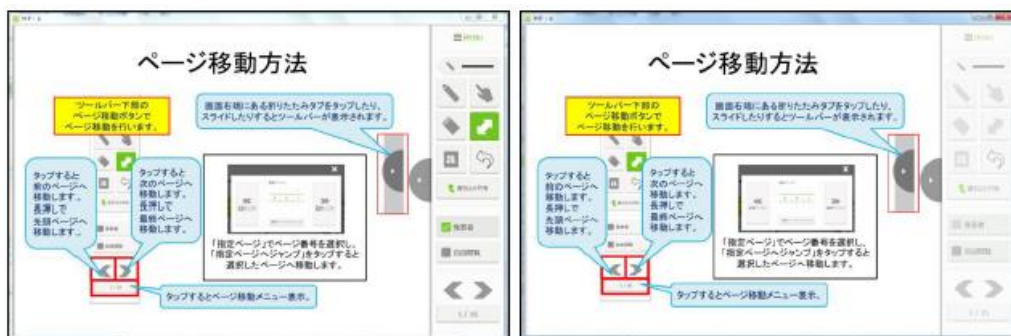 MENU
ページ移動方法
ツールバー下部の
ページ移動ボタンで
ページ移動を行います。
画面右端にある折りたたみタブをタップしたり、
スライドしたりするとツールバーが表示されます。
タップすると
前のページへ
移動します。
長押しで
先頭ページへ
移動します。
タップすると
次のページへ
移動します。
長押しで
最終ページへ
移動します。
「指定ページ」でページ番号を選択し、
「指定ページへジャンプ」をタップすると
選択したページへ移動します。
タップするとページ移動メニュー表示。
発表者
自由閲覧
MENU
ページ移動方法
ツールバー下部の
ページ移動ボタンで
ページ移動を行います。
画面右端にある折りたたみタブをタップしたり、
スライドしたりするとツールバーが表示されます。
タップすると
前のページへ
移動します。
長押しで
先頭ページへ
移動します。
タップすると
次のページへ
移動します。
長押しで
最終ページへ
移動します。
「指定ページ」でページ番号を選択し、
「指定ページへジャンプ」をタップすると
選択したページへ移動します。
タップするとページ移動メニュー表示。
発表者
自由閲覧